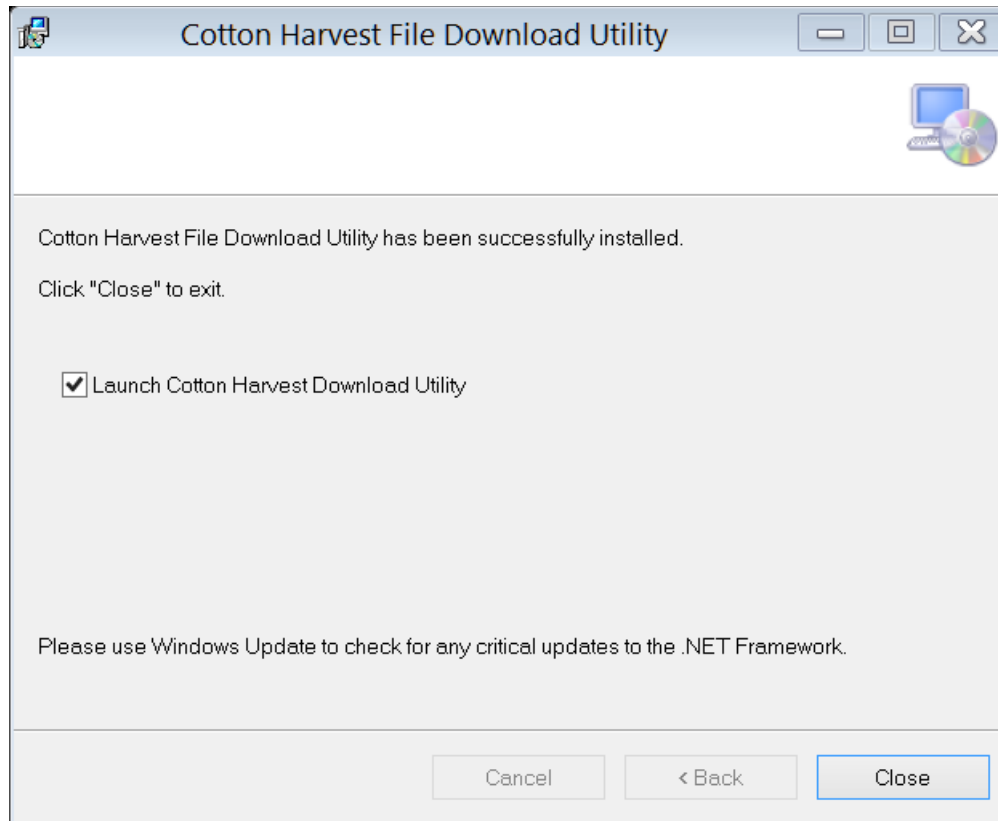 Cotton Harvest File Download Utility
Cotton Harvest File Download Utility has been successfully installed.
Click "Close" to exit.
Launch Cotton Harvest Download Utility
Please use Windows Update to check for any critical updates to the .NET Framework.
Cancel < Back Close